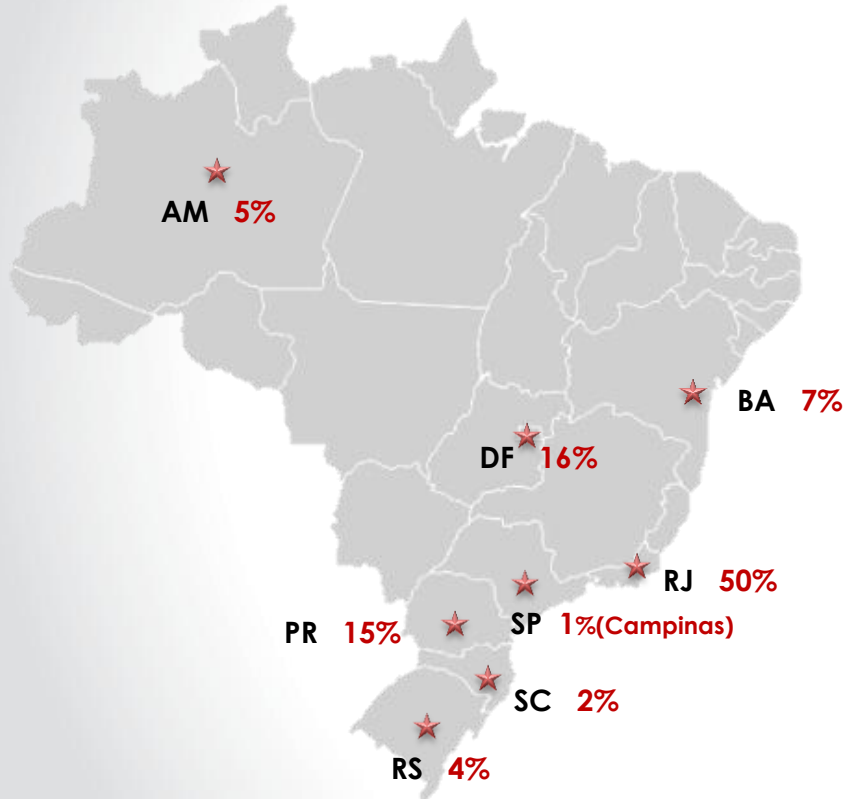 AM 5%
BA 7%
DF 16%
RJ 50%
SP 1%(Campinas)
PR 15%
SC 2%
RS 4%